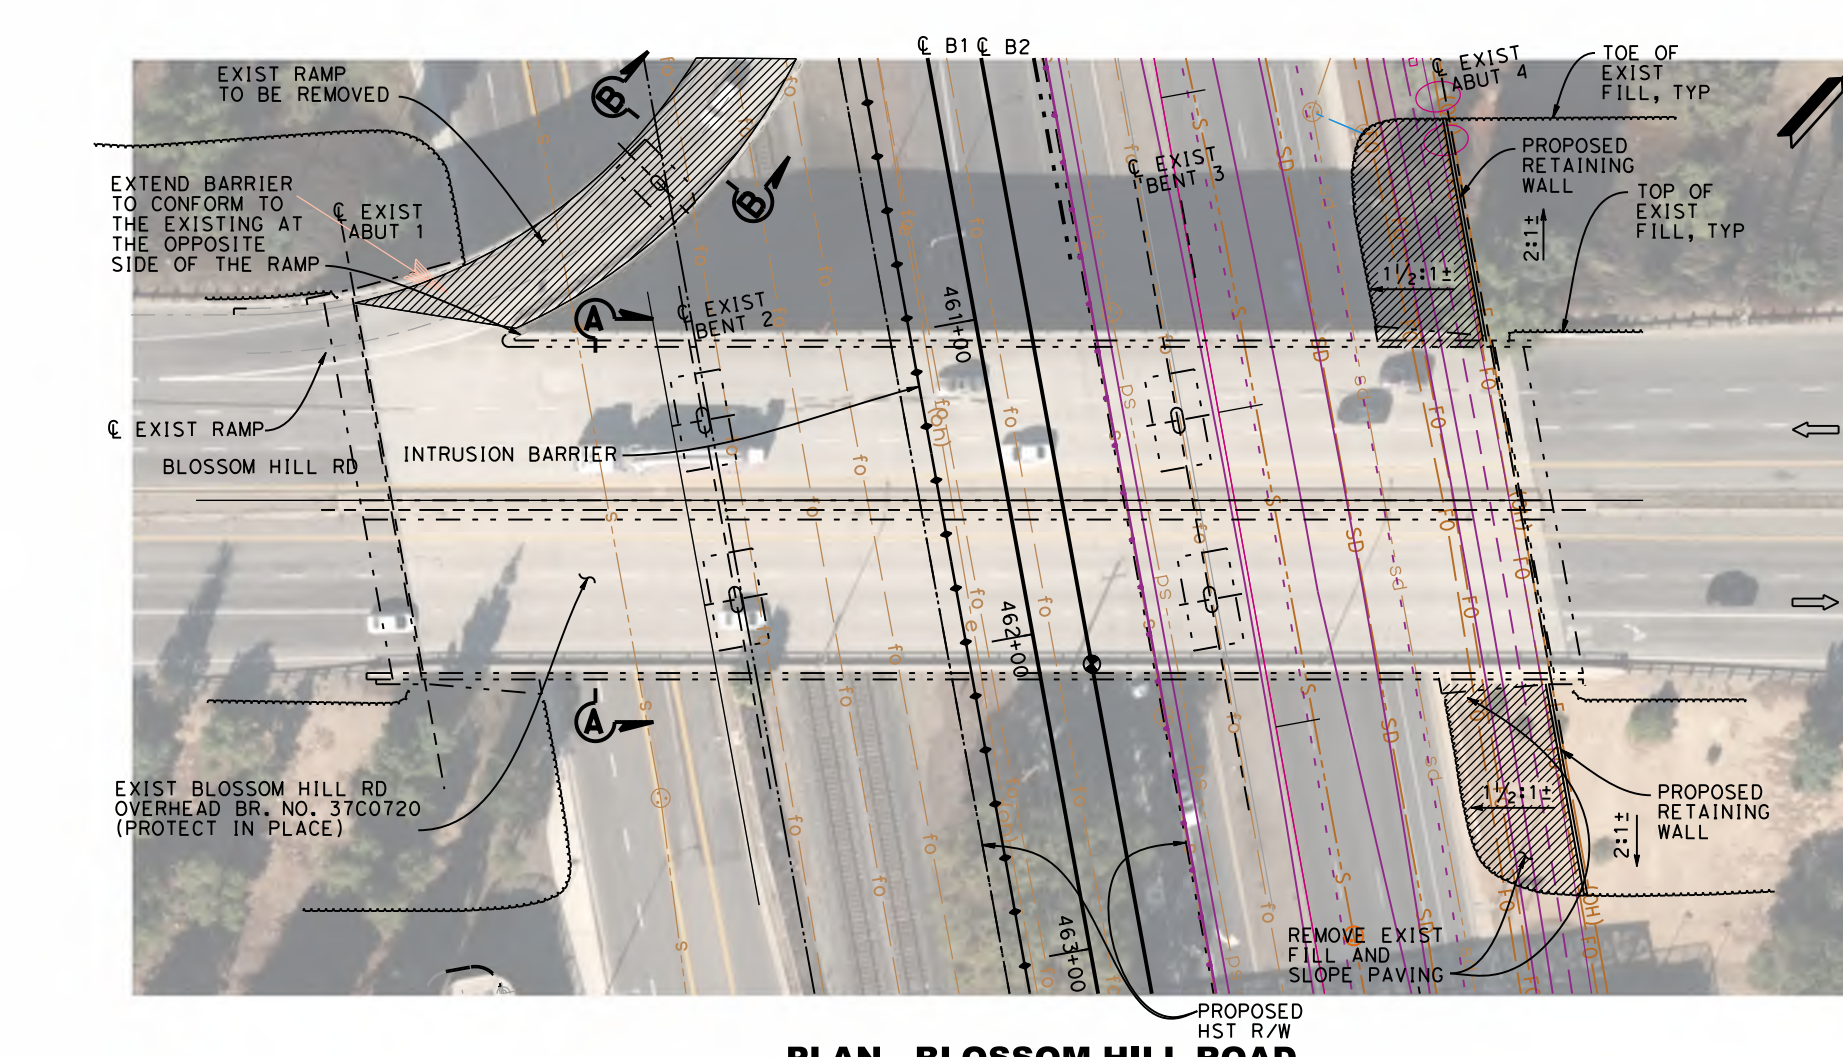 ℄ B1 ℄ B2
EXIST RAMP
TO BE REMOVED
B
B
℄ EXIST
ABUT 4
TOE OF
EXIST
FILL, TYP
PROPOSED
RETAINING
WALL
TOP OF
EXIST
FILL, TYP
2:1±
1½:1±
EXTEND BARRIER
TO CONFORM TO
THE EXISTING AT
THE OPPOSITE
SIDE OF THE RAMP
℄ EXIST
ABUT 1
℄ EXIST
BENT 3
℄ EXIST
BENT 2
A
461+00
℄ EXIST RAMP
BLOSSOM HILL RD
INTRUSION BARRIER
462+00
A
EXIST BLOSSOM HILL RD
OVERHEAD BR. NO. 37C0720
(PROTECT IN PLACE)
1½:1±
2:1±
PROPOSED
RETAINING
WALL
463+00
REMOVE EXIST
FILL AND
SLOPE PAVING
PROPOSED
HST R/W
PLAN - BLOSSOM HILL ROAD